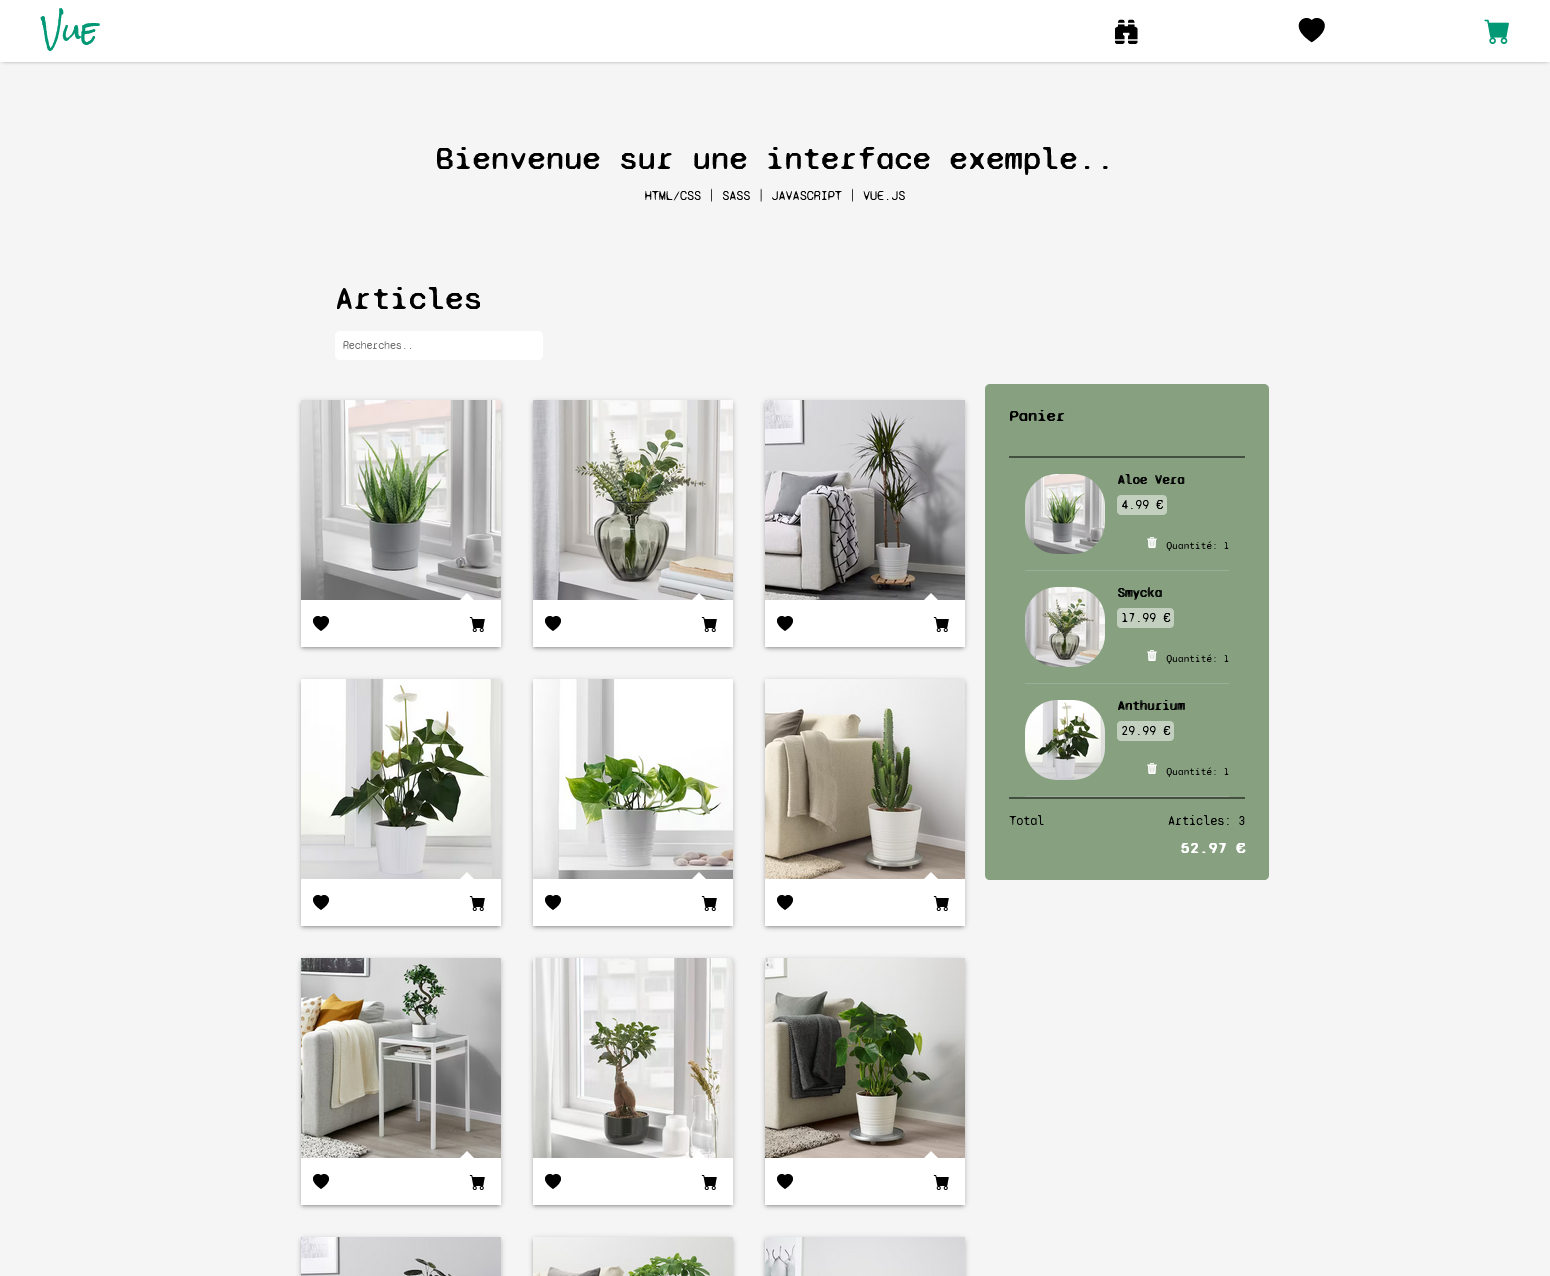 Vue
Bienvenue sur une interface exemple..
HTML/CSS | SASS | JAVASCRIPT | VUE.JS
Articles
Recherches..
Panier
Aloe Vera
4.99 €
Quantité: 1
Smycka
17.99 €
Quantité: 1
Anthurium
29.99 €
Quantité: 1
Total Articles: 3
52.97 €